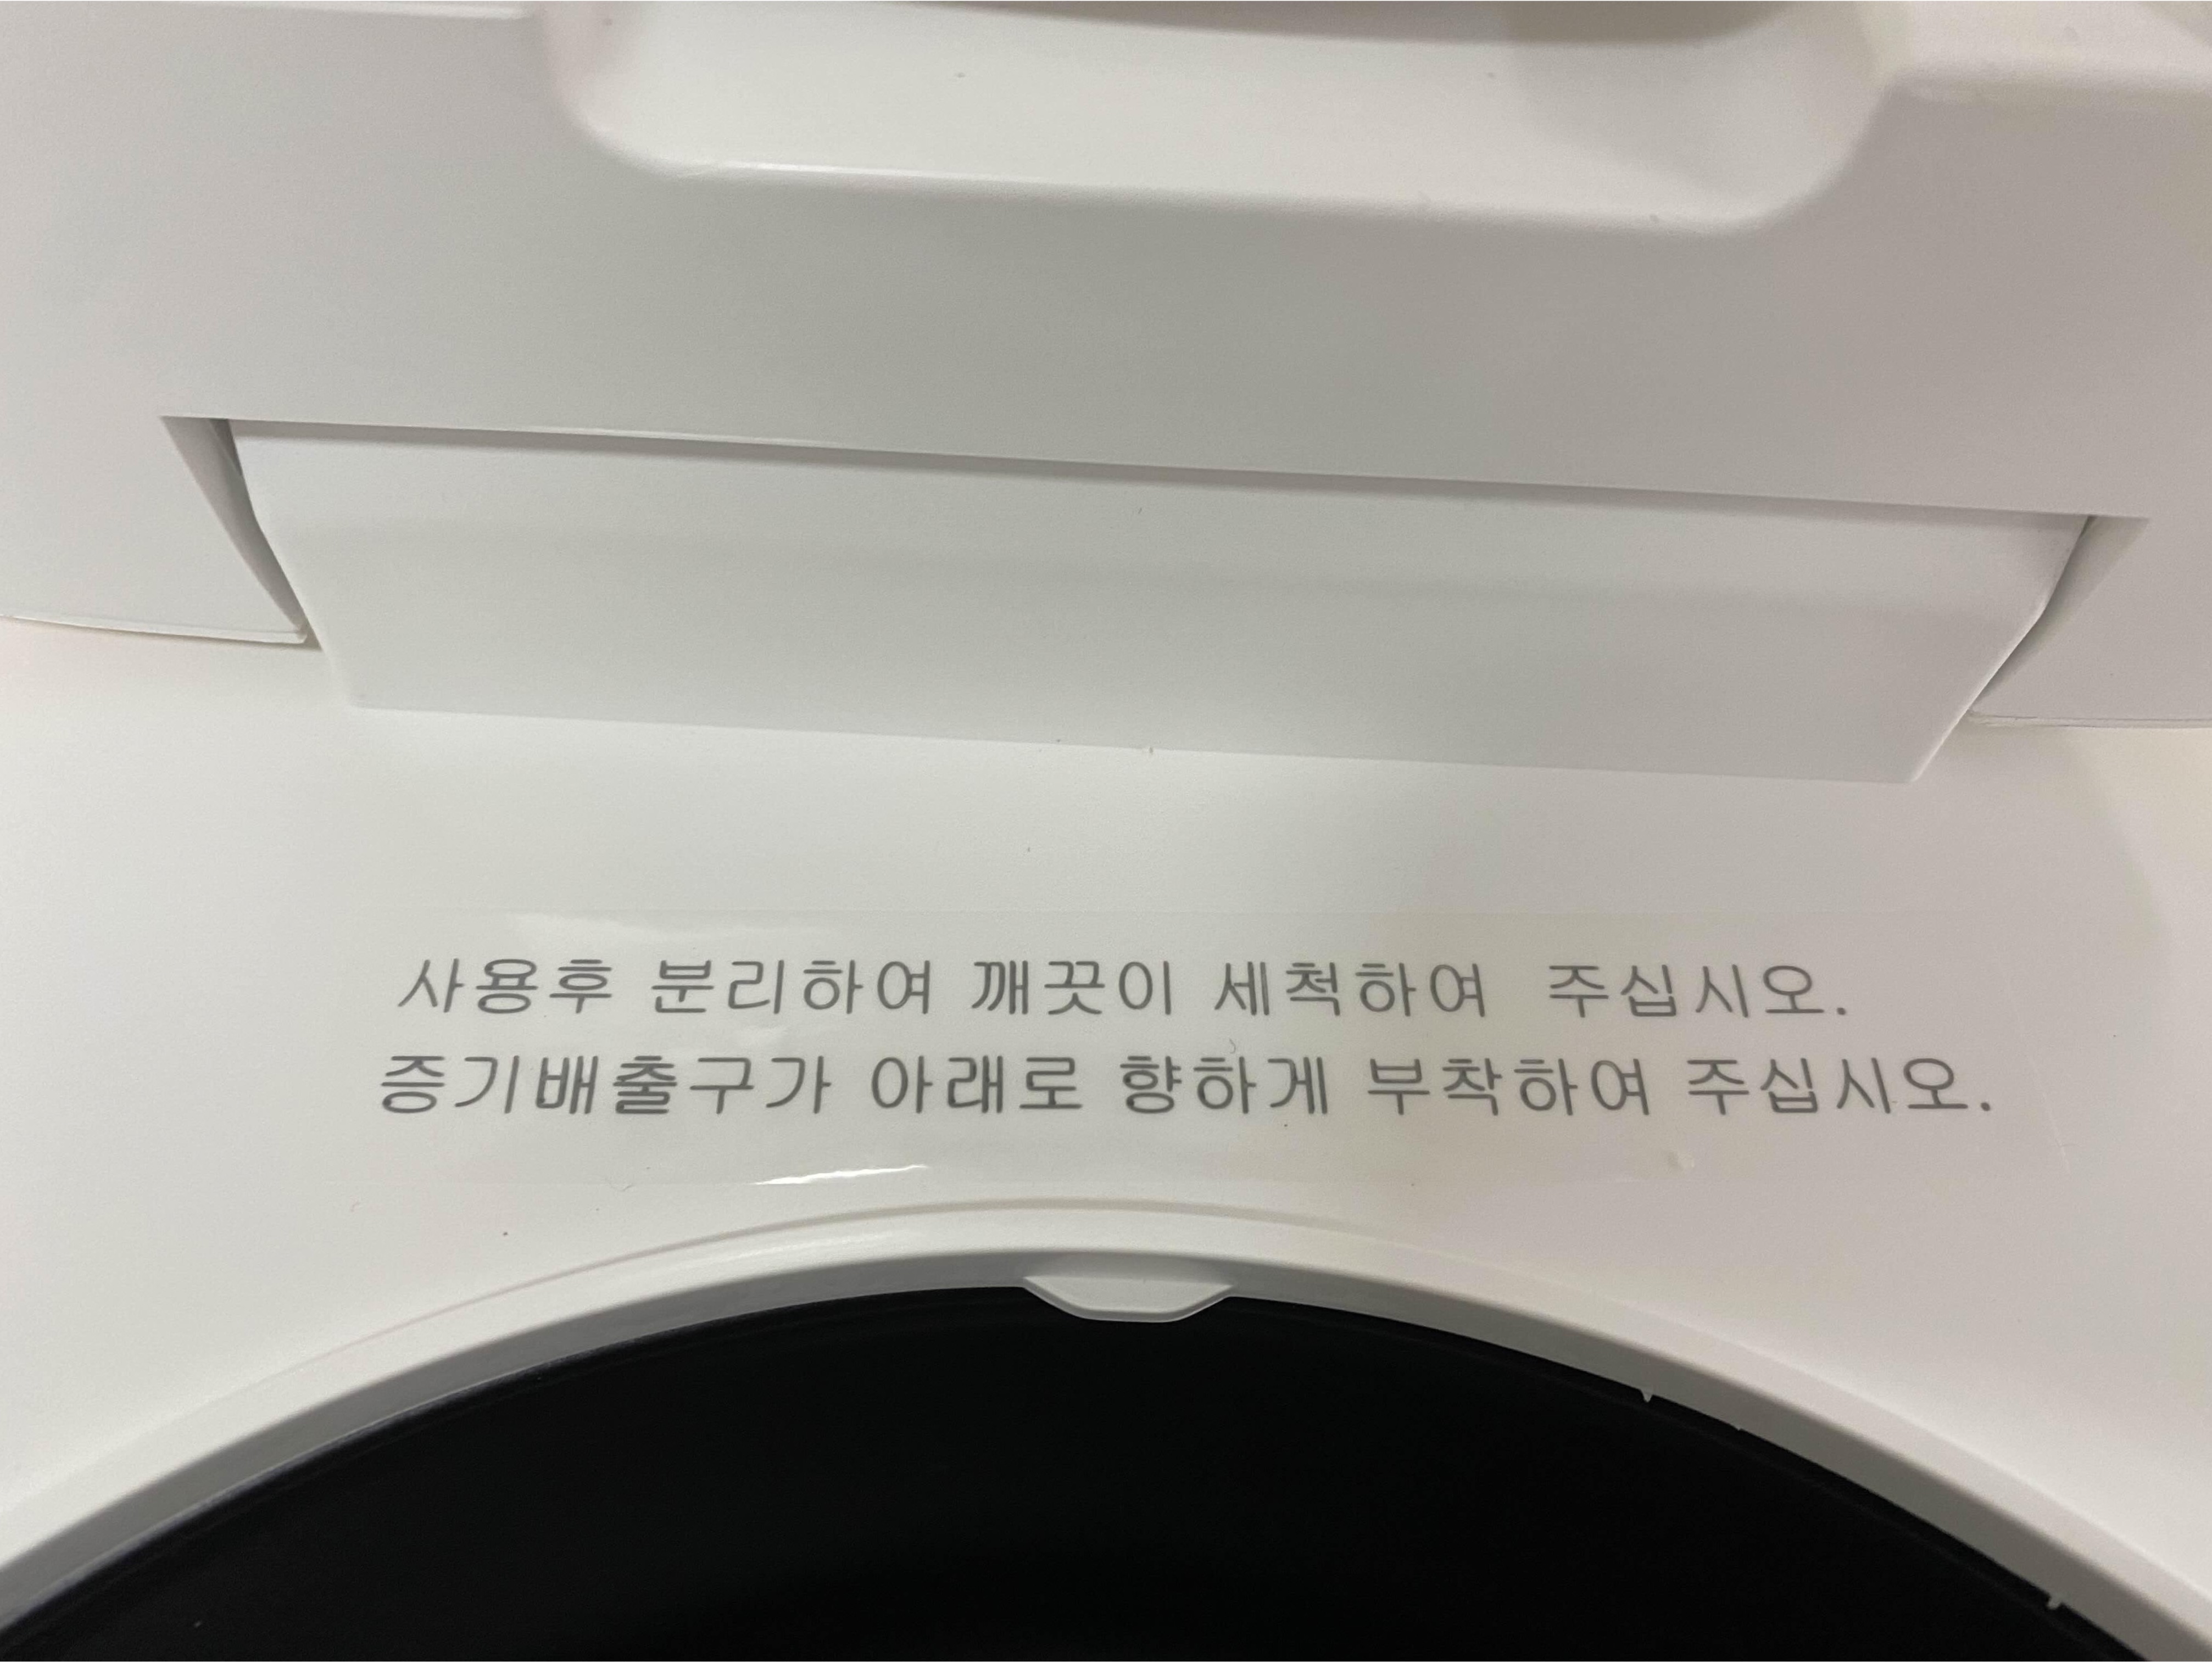 사용후 분리하여 깨끗이 세척하여 주십시오.
증기배출구가 아래로 향하게 부착하여 주십시오.